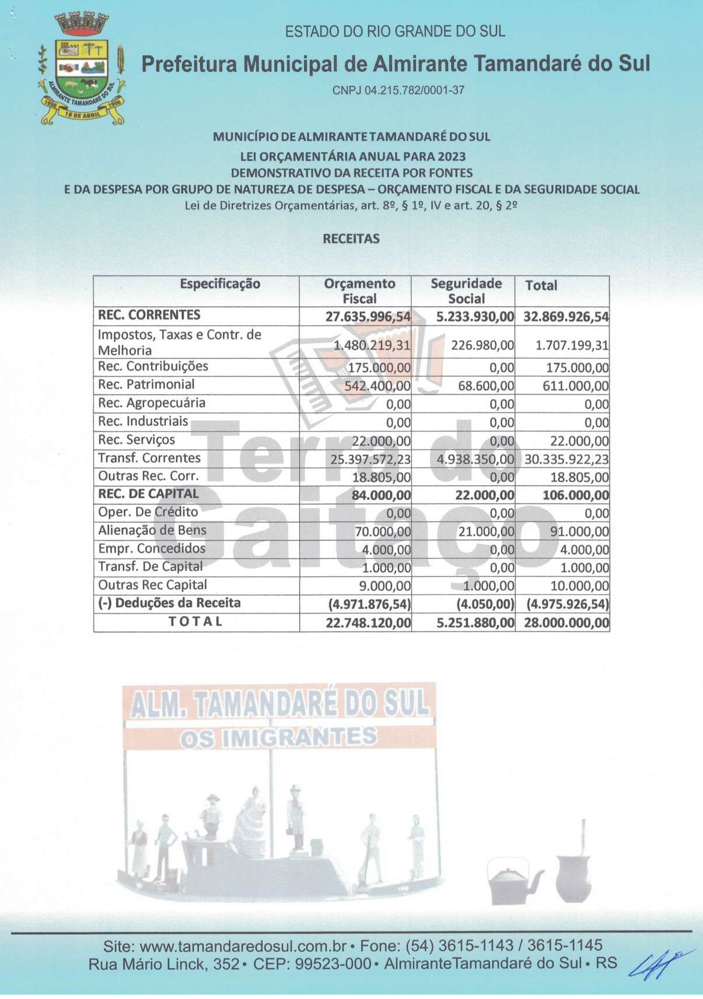 ESTADO DO RIO GRANDE DO SUL
Prefeitura Municipal de Almirante Tamandaré do Sul
CNPJ 04.215.782/0001-37
ALMIRANTE TAMANDARÉ DO SUL
1996 16 DE ABRIL 1996
MUNICÍPIO DE ALMIRANTE TAMANDARÉ DO SUL
LEI ORÇAMENTÁRIA ANUAL PARA 2023
DEMONSTRATIVO DA RECEITA POR FONTES
E DA DESPESA POR GRUPO DE NATUREZA DE DESPESA – ORÇAMENTO FISCAL E DA SEGURIDADE SOCIAL
Lei de Diretrizes Orçamentárias, art. 8º, § 1º, IV e art. 20, § 2º
RECEITAS
Especificação Orçamento Fiscal Seguridade Social Total
REC. CORRENTES 27.635.996,54 5.233.930,00 32.869.926,54
Impostos, Taxas e Contr. de Melhoria 1.480.219,31 226.980,00 1.707.199,31
Rec. Contribuições 175.000,00 0,00 175.000,00
Rec. Patrimonial 542.400,00 68.600,00 611.000,00
Rec. Agropecuária 0,00 0,00 0,00
Rec. Industriais 0,00 0,00 0,00
Rec. Serviços 22.000,00 0,00 22.000,00
Transf. Correntes 25.397.572,23 4.938.350,00 30.335.922,23
Outras Rec. Corr. 18.805,00 0,00 18.805,00
REC. DE CAPITAL 84.000,00 22.000,00 106.000,00
Oper. De Crédito 0,00 0,00 0,00
Alienação de Bens 70.000,00 21.000,00 91.000,00
Empr. Concedidos 4.000,00 0,00 4.000,00
Transf. De Capital 1.000,00 0,00 1.000,00
Outras Rec Capital 9.000,00 1.000,00 10.000,00
(-) Deduções da Receita (4.971.876,54) (4.050,00) (4.975.926,54)
T O T A L 22.748.120,00 5.251.880,00 28.000.000,00
Terra do
Gaitaço
ALM. TAMANDARÉ DO SUL
OS IMIGRANTES
Site: www.tamandaredosul.com.br • Fone: (54) 3615-1143 / 3615-1145
Rua Mário Linck, 352 • CEP: 99523-000 • Almirante Tamandaré do Sul • RS